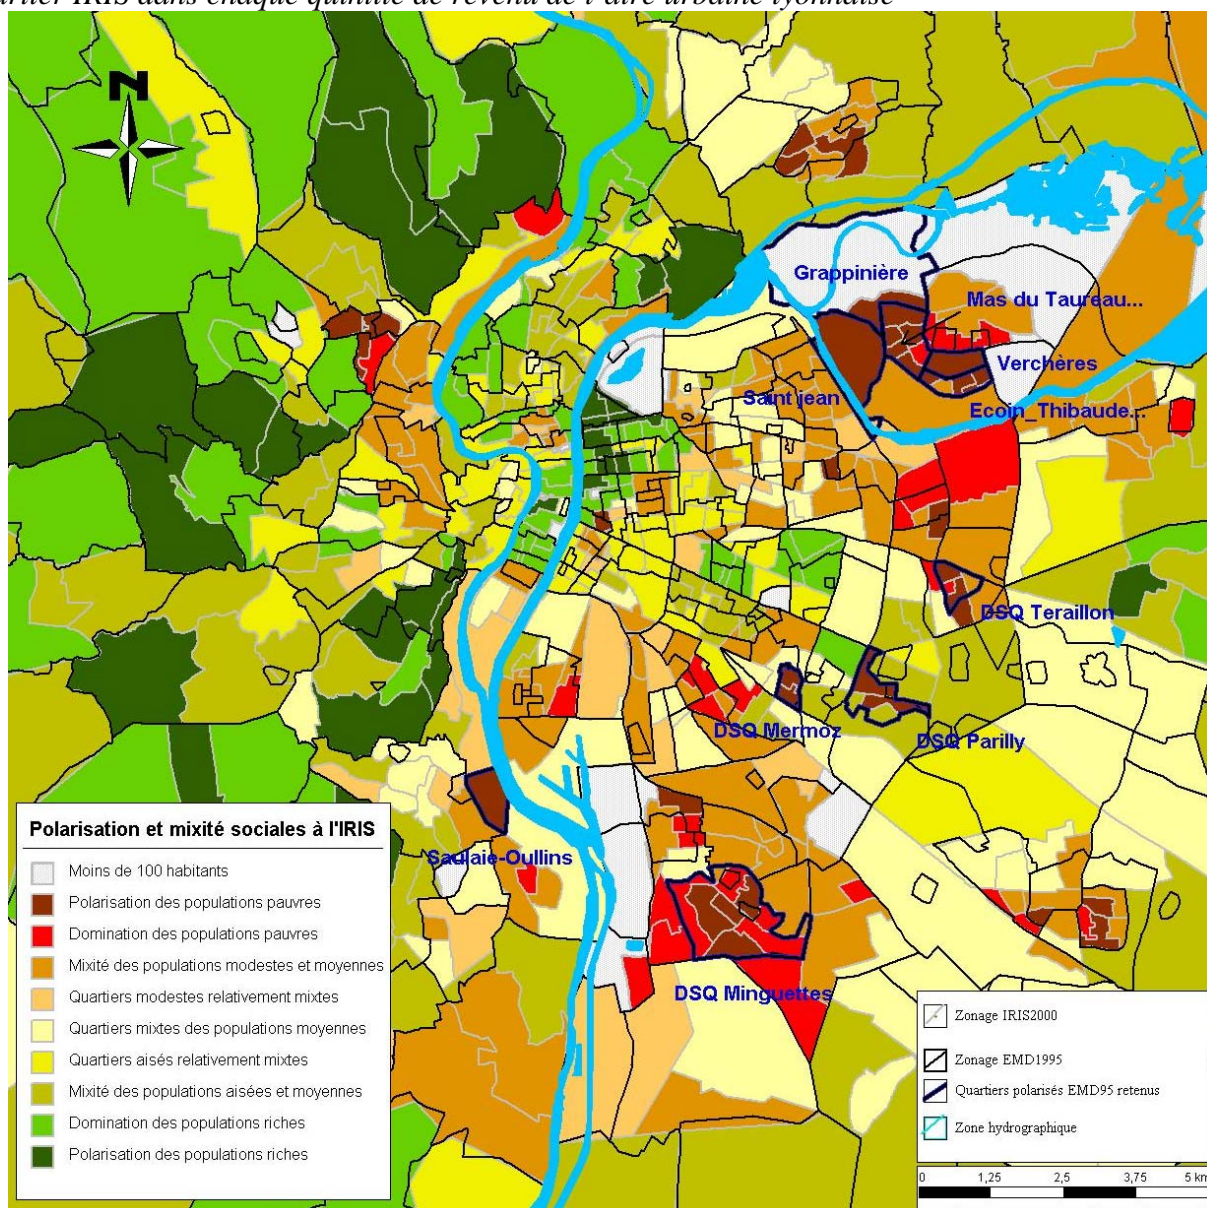 IRIS dans chaque quintile de revenu de l'aire urbaine lyonnaise
N
Grappinière
Mas du Taureau...
Verchères
Saint jean
Ecoin_Thibaude...
DSQ Teraillon
DSQ Mermoz
DSQ Parilly
Saulaie-Oullins
DSQ Minguettes
Polarisation et mixité sociales à l'IRIS
Moins de 100 habitants
Polarisation des populations pauvres
Domination des populations pauvres
Mixité des populations modestes et moyennes
Quartiers modestes relativement mixtes
Quartiers mixtes des populations moyennes
Quartiers aisés relativement mixtes
Mixité des populations aisées et moyennes
Domination des populations riches
Polarisation des populations riches
Zonage IRIS2000
Zonage EMD1995
Quartiers polarisés EMD95 retenus
Zone hydrographique
0 1,25 2,5 3,75 5 km